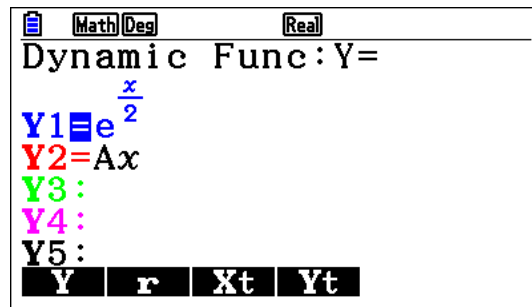 Math Deg Real
Dynamic Func:Y=
Y1=e^(x/2)
Y2=Ax
Y3:
Y4:
Y5:
Y r Xt Yt